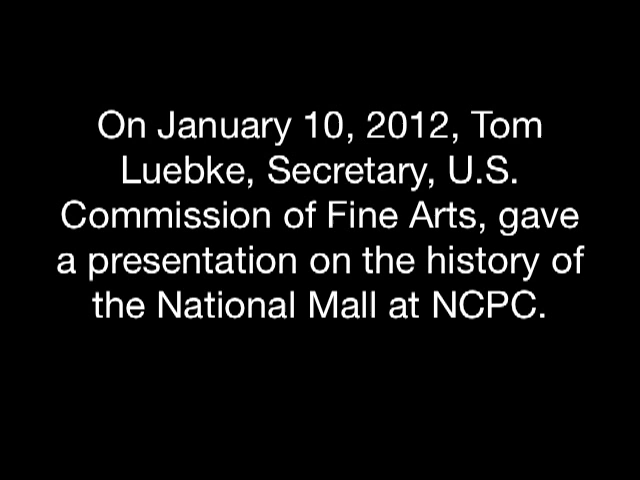 On January 10, 2012, Tom
Luebke, Secretary, U.S.
Commission of Fine Arts, gave
a presentation on the history of
the National Mall at NCPC.